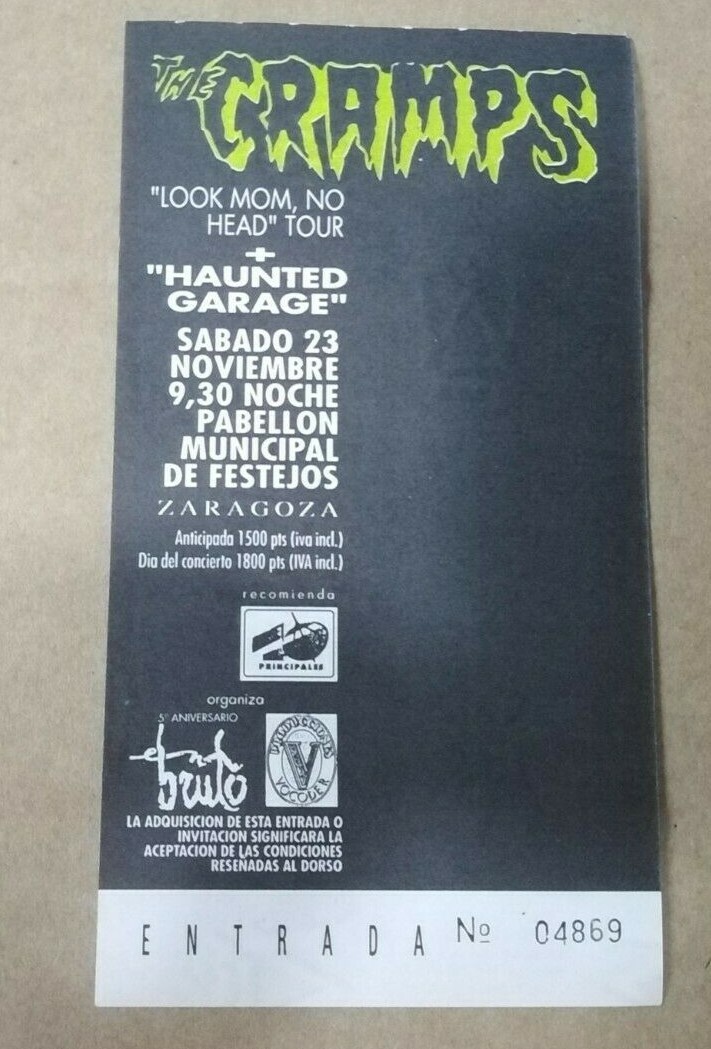 THE CRAMPS
"LOOK MOM, NO
HEAD" TOUR
+
"HAUNTED
GARAGE"
SABADO 23
NOVIEMBRE
9,30 NOCHE
PABELLON
MUNICIPAL
DE FESTEJOS
ZARAGOZA
Anticipada 1500 pts (iva incl.)
Dia del concierto 1800 pts (IVA incl.)
recomienda
40
PRINCIPALES
organiza
5º ANIVERSARIO
en bruto
PRODUCCIONES
V
VOCODER
LA ADQUISICION DE ESTA ENTRADA O
INVITACION SIGNIFICARA LA
ACEPTACION DE LAS CONDICIONES
RESEÑADAS AL DORSO
ENTRADA Nº 04869